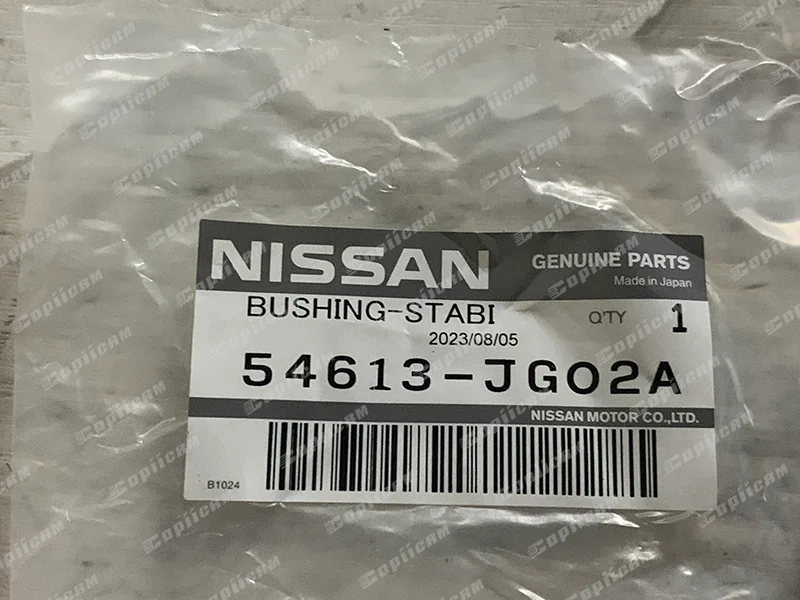 NISSAN
GENUINE PARTS
Made in Japan
BUSHING-STABI
Q'TY 1
2023/08/05
54613-JG02A
NISSAN MOTOR CO.,LTD.
B1024
Copiicam